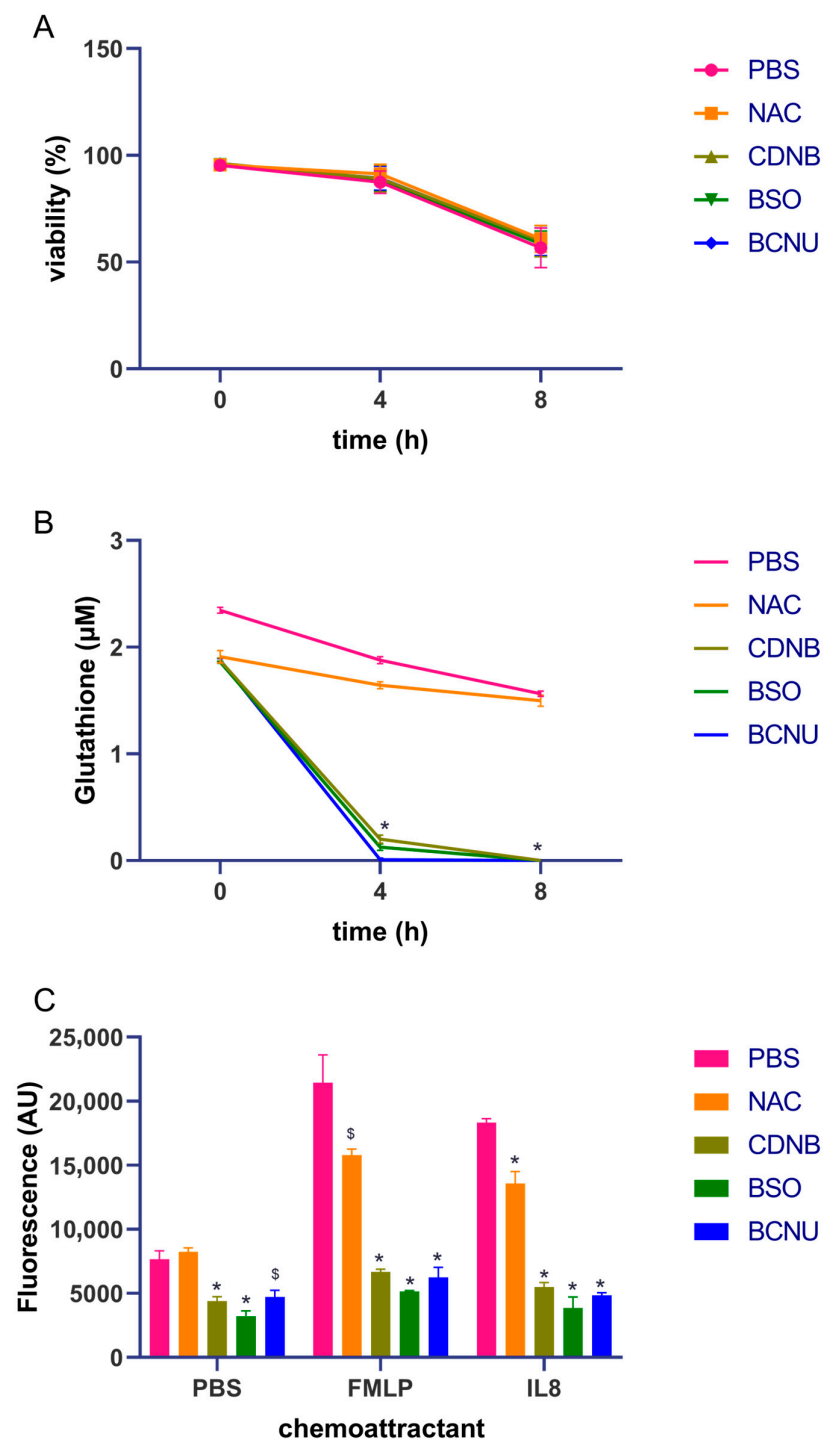 A
150
100
50
0
viability (%)
0 4 8
time (h)
PBS
NAC
CDNB
BSO
BCNU
B
3
2
1
0
Glutathione (µM)
*
*
0 4 8
time (h)
PBS
NAC
CDNB
BSO
BCNU
C
25,000
20,000
15,000
10,000
5000
0
Fluorescence (AU)
* * $
$ * * *
* * * *
PBS FMLP IL8
chemoattractant
PBS
NAC
CDNB
BSO
BCNU